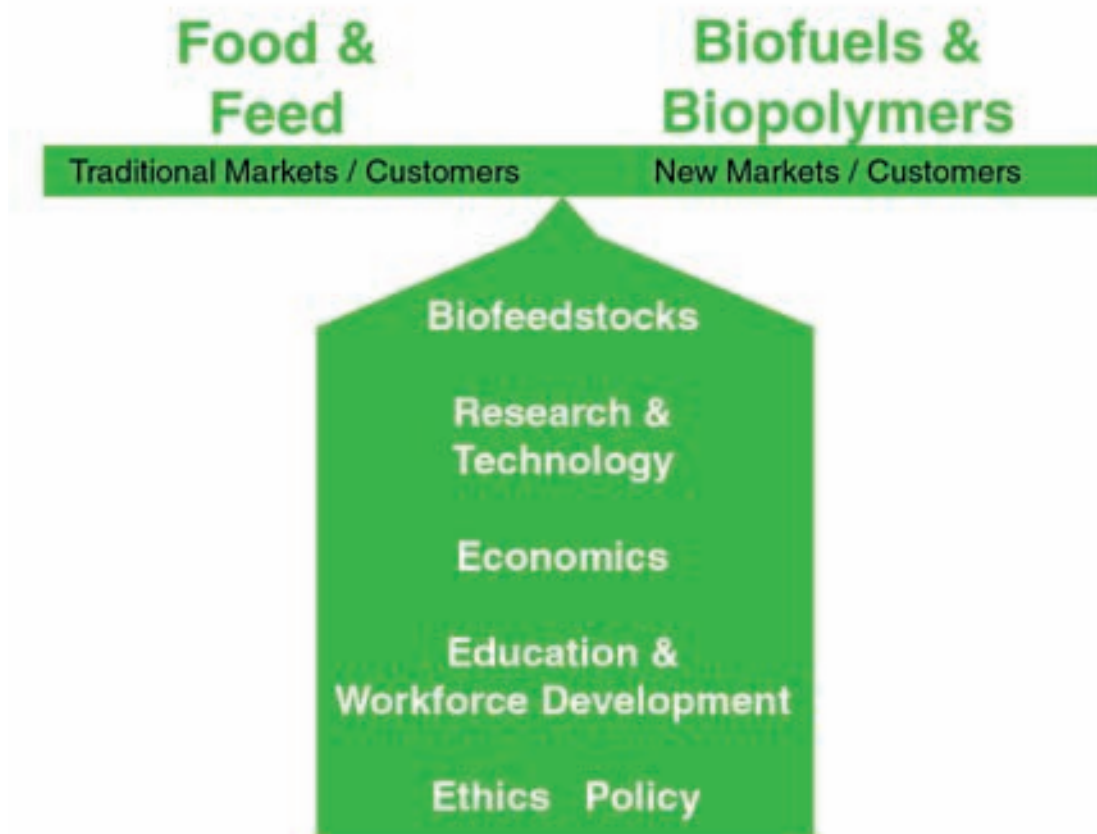 Food &
Feed
Biofuels &
Biopolymers
Traditional Markets / Customers
New Markets / Customers
Biofeedstocks
Research &
Technology
Economics
Education &
Workforce Development
Ethics Policy